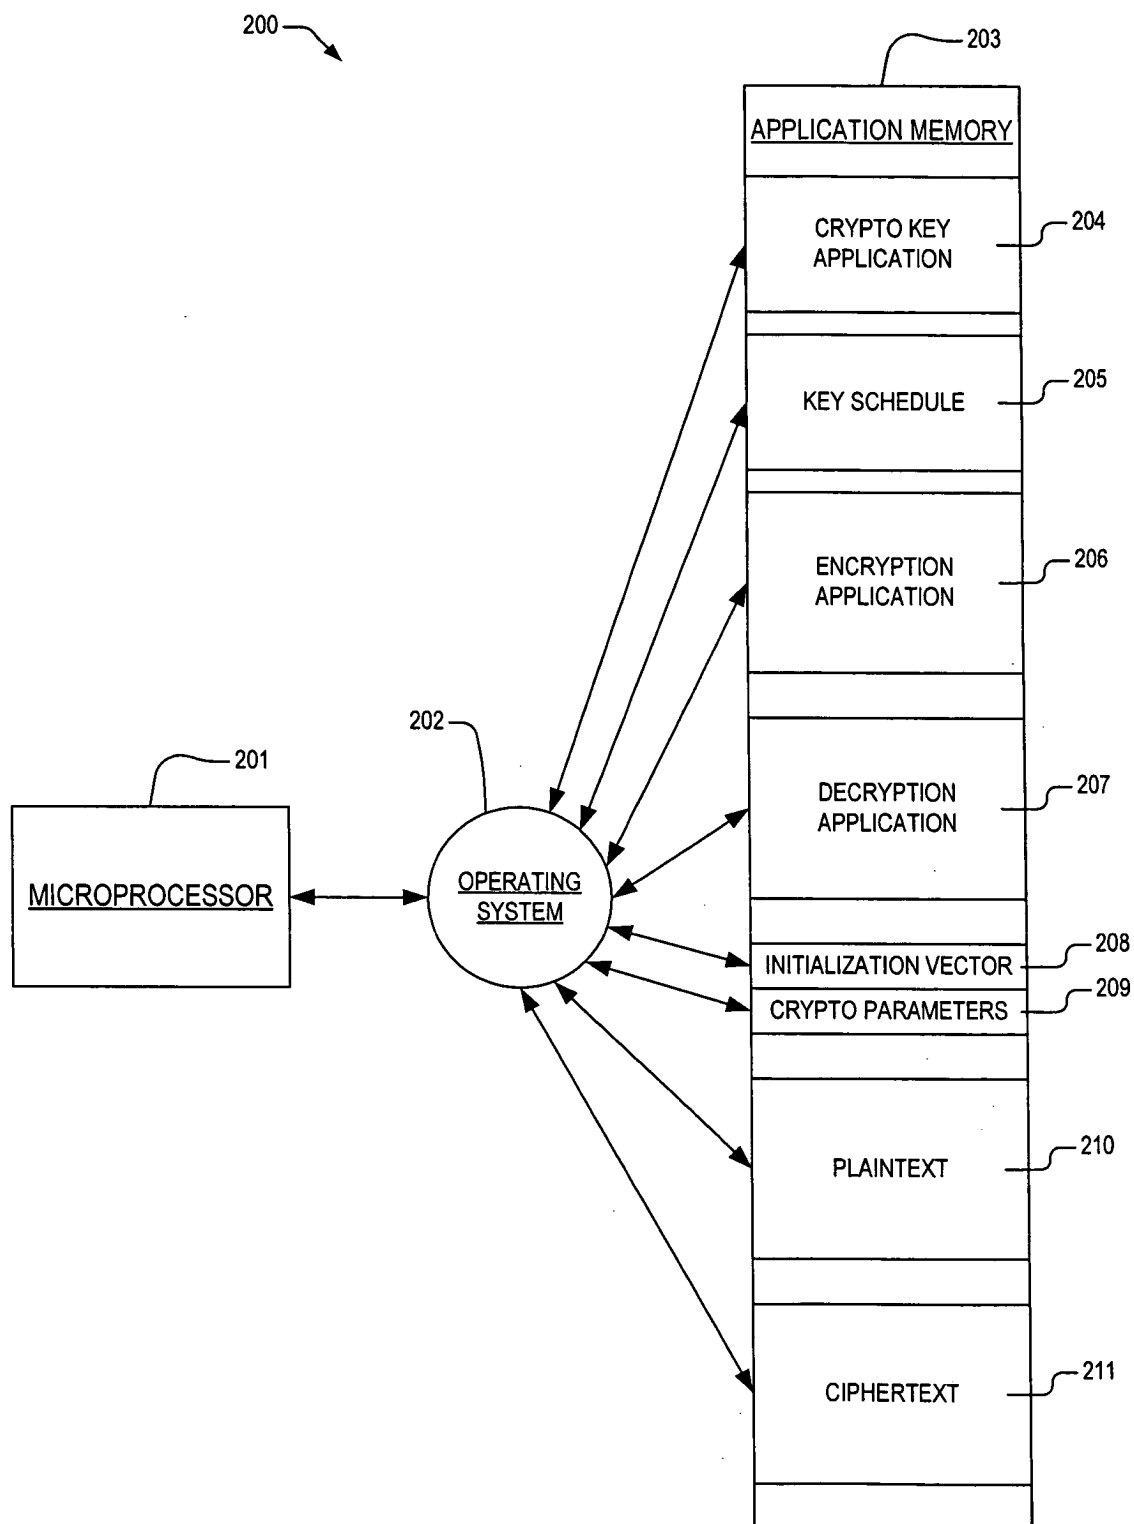 200
203
APPLICATION MEMORY
CRYPTO KEY
APPLICATION
204
KEY SCHEDULE
205
ENCRYPTION
APPLICATION
206
202
201
DECRYPTION
APPLICATION
207
MICROPROCESSOR
OPERATING
SYSTEM
INITIALIZATION VECTOR
208
CRYPTO PARAMETERS
209
PLAINTEXT
210
CIPHERTEXT
211